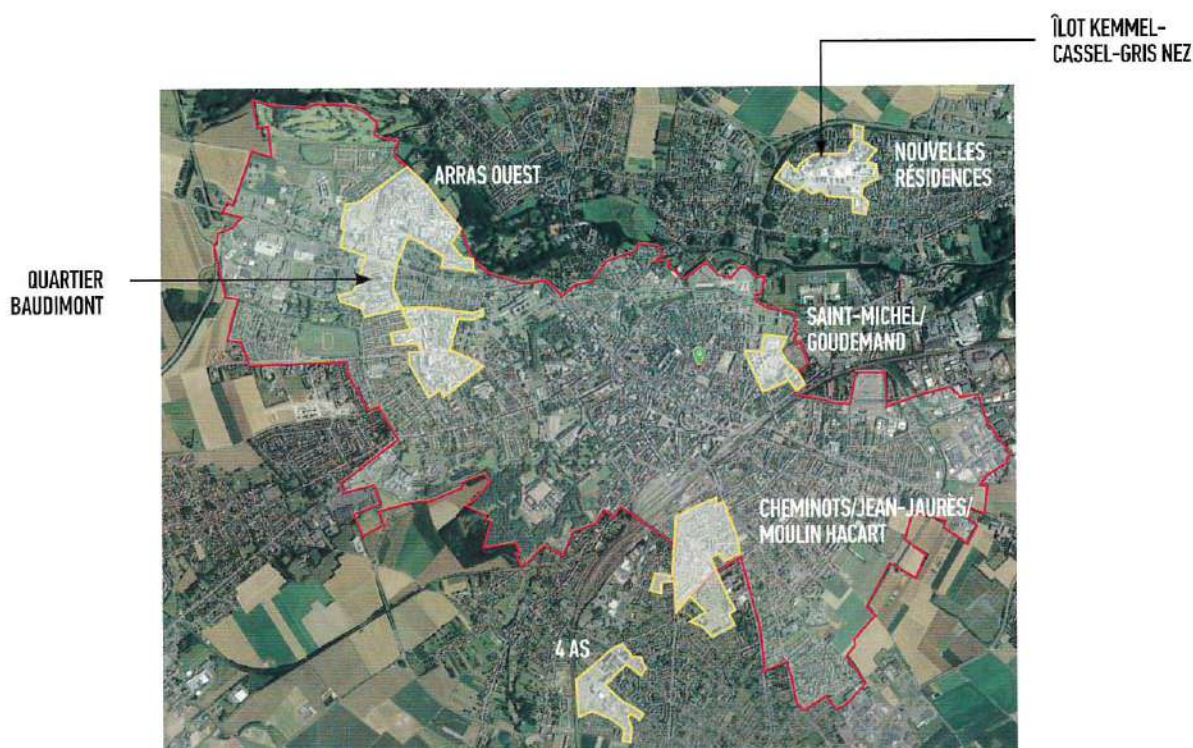 ÎLOT KEMMEL-
CASSEL-GRIS NEZ
NOUVELLES
RÉSIDENCES
ARRAS OUEST
QUARTIER
BAUDIMONT
SAINT-MICHEL/
GOUDEMAND
CHEMINOTS/JEAN-JAURÈS/
MOULIN HACART
4 AS